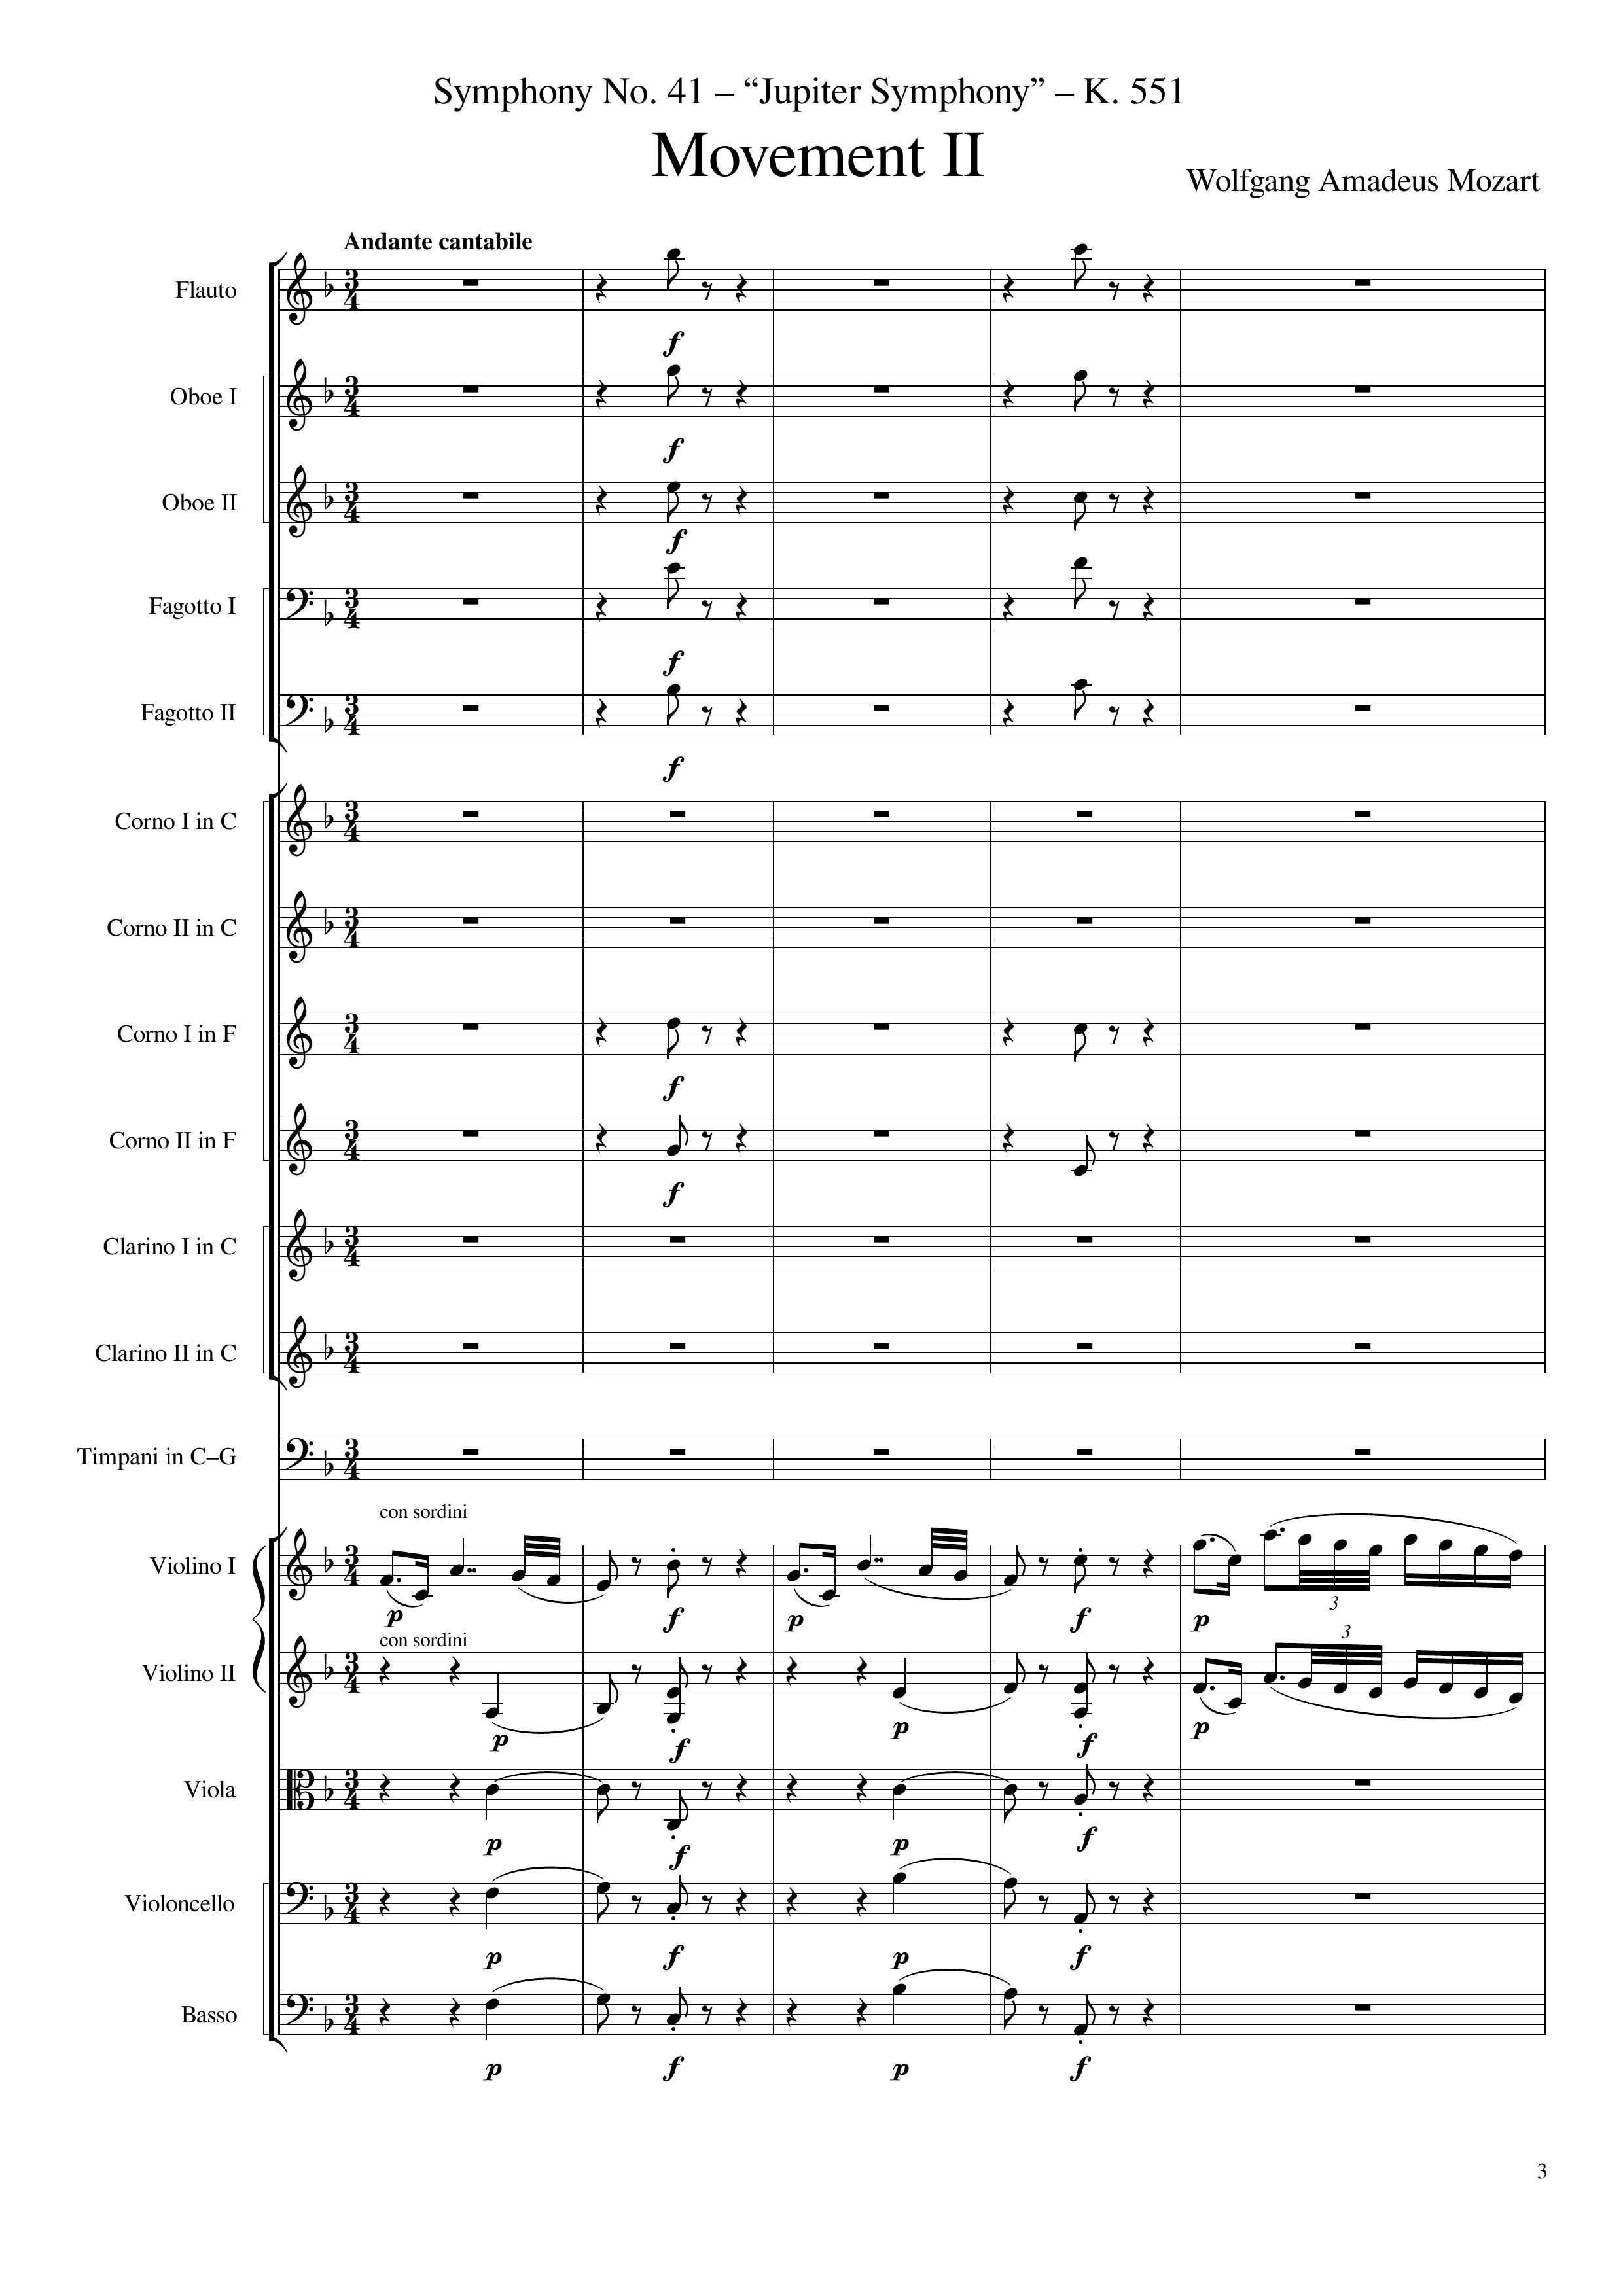 Symphony No. 41 – “Jupiter Symphony” – K. 551
Movement II
Wolfgang Amadeus Mozart
Andante cantabile
Flauto
f
Oboe I
f
Oboe II
f
Fagotto I
f
Fagotto II
f
Corno I in C
Corno II in C
Corno I in F
f
Corno II in F
f
Clarino I in C
Clarino II in C
Timpani in C–G
con sordini
Violino I
p f p f p 3
con sordini
Violino II
p f p f p 3
Viola
p f p f
Violoncello
p f p f
Basso
p f p f
3